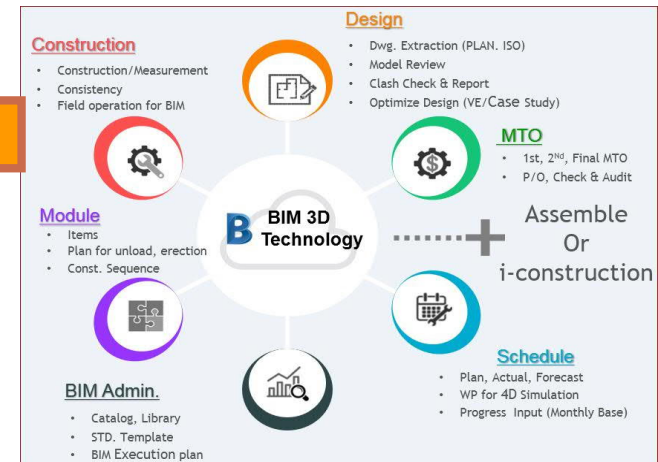 Design
• Dwg. Extraction (PLAN. ISO)
• Model Review
• Clash Check & Report
• Optimize Design (VE/Case Study)
Construction
• Construction/Measurement
• Consistency
• Field operation for BIM
MTO
• 1st, 2Nd, Final MTO
• P/O, Check & Audit
Module
• Items
• Plan for unload, erection
• Const. Sequence
B BIM 3D
Technology
Assemble
Or
i-construction
Schedule
• Plan, Actual, Forecast
• WP for 4D Simulation
• Progress Input (Monthly Base)
BIM Admin.
• Catalog, Library
• STD. Template
• BIM Execution plan